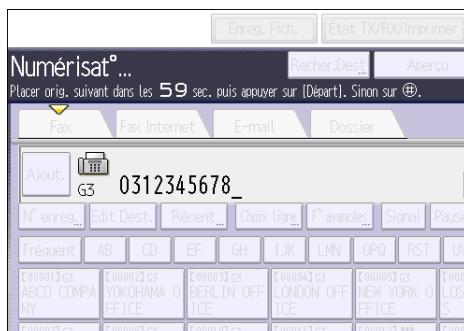 Enreg. Fich. Etat TX/RX/Imprimer
Numérisat°...
Recher.Dest Aperçu
Placer orig. suivant dans les 59 sec. puis appuyer sur [Départ]. Sinon sur ⌗.
Fax Fax Internet E-mail Dossier
Ajout. G3 0312345678_
N° enreg. Edit Dest. Récent Choix ligne F° avancées Signal Pause
Fréquent AB CD EF GH IJK LMN OPQ RST UV
[00001] G3 [00002] G3 [00003] G3 [00004] G3 [00005] G3
ABCD COMPA YOKOHAMA O BERLIN OFF LONDON OFF NEW YORK O LOS
NY FFICE ICE ICE FFICE S